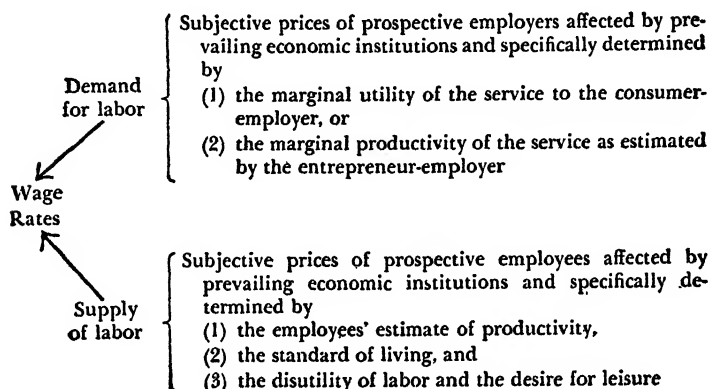 Subjective prices of prospective employers affected by pre-
vailing economic institutions and specifically determined
by
(1) the marginal utility of the service to the consumer-
employer, or
(2) the marginal productivity of the service as estimated
by the entrepreneur-employer
Demand
for labor
Wage
Rates
Supply
of labor
Subjective prices of prospective employees affected by
prevailing economic institutions and specifically de-
termined by
(1) the employees' estimate of productivity,
(2) the standard of living, and
(3) the disutility of labor and the desire for leisure